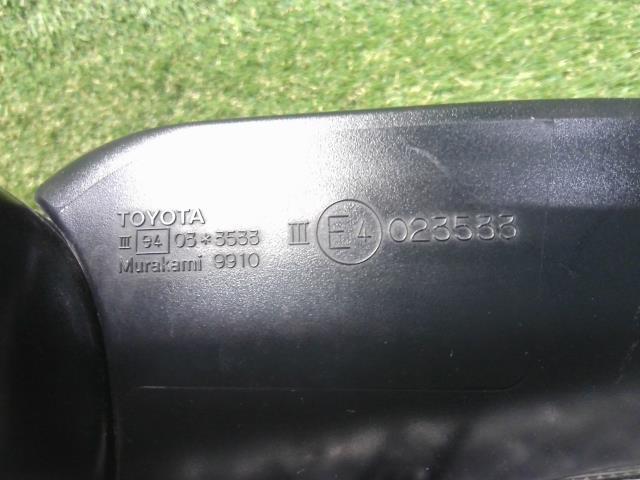 TOYOTA
III 94 03*3533
Murakami 9910
III E4 023533